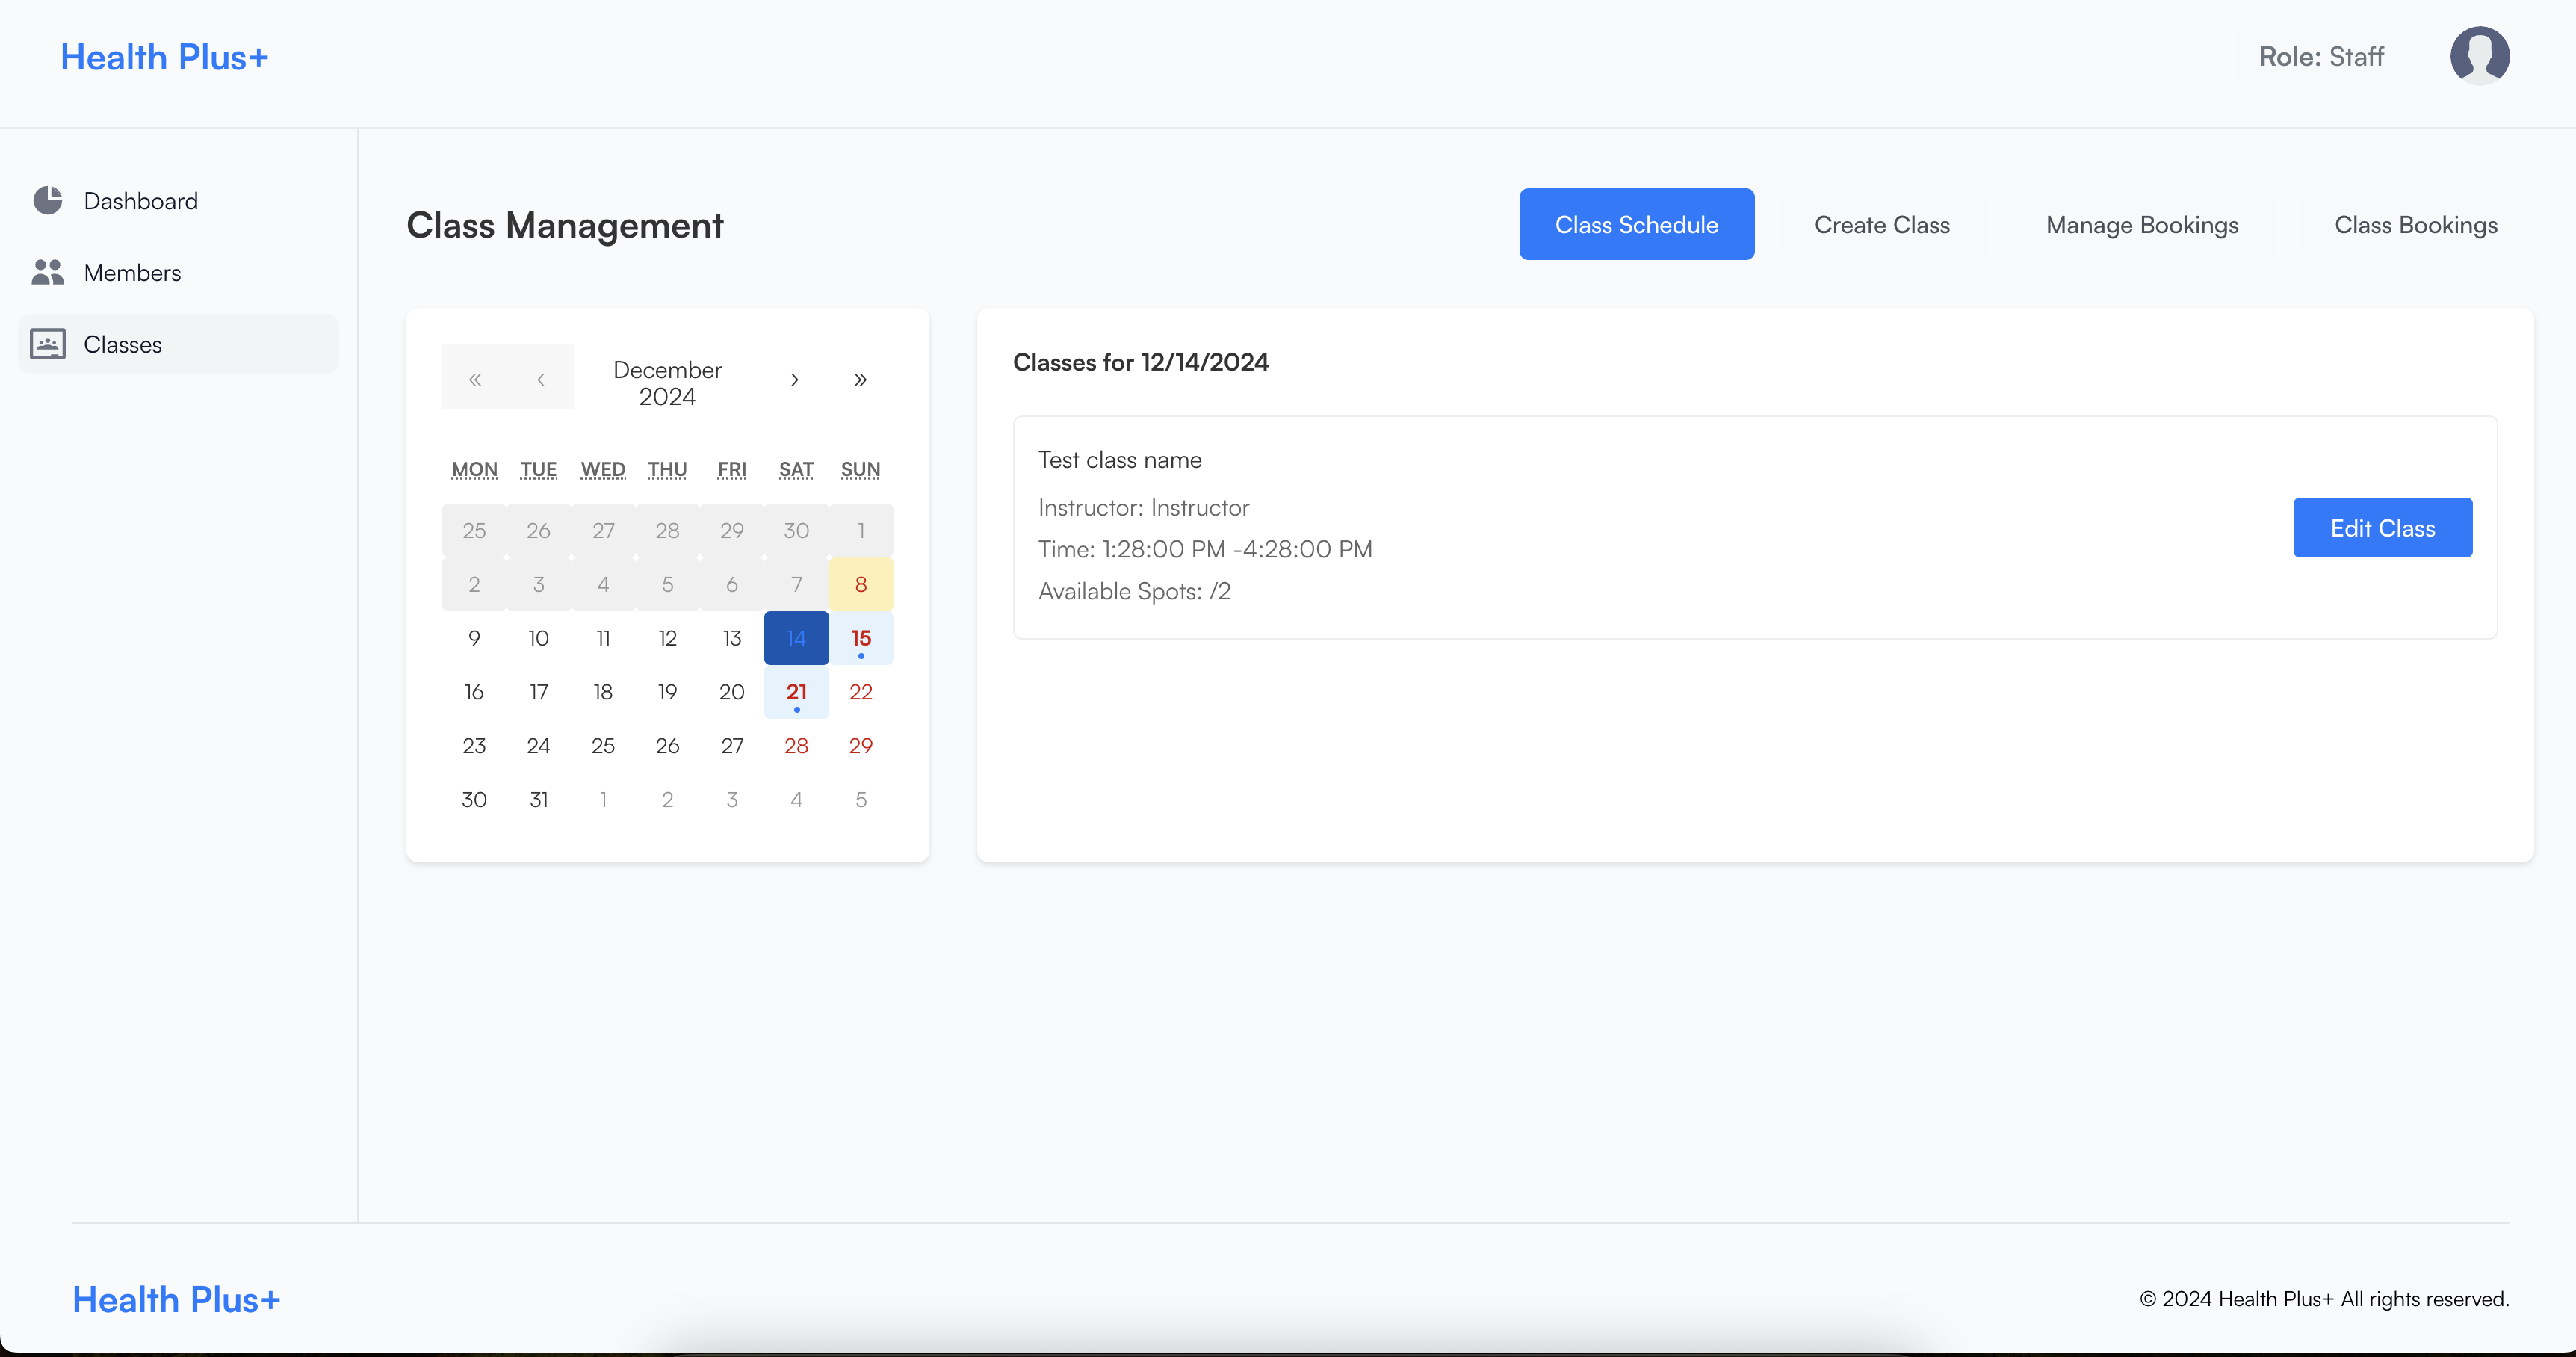 Health Plus+
Role: Staff
Dashboard
Members
Classes
Class Management
Class Schedule
Create Class
Manage Bookings
Class Bookings
« ‹ December 2024 › »
MON TUE WED THU FRI SAT SUN
25 26 27 28 29 30 1
2 3 4 5 6 7 8
9 10 11 12 13 14 15
16 17 18 19 20 21 22
23 24 25 26 27 28 29
30 31 1 2 3 4 5
Classes for 12/14/2024
Test class name
Instructor: Instructor
Time: 1:28:00 PM -4:28:00 PM
Available Spots: /2
Edit Class
Health Plus+
© 2024 Health Plus+ All rights reserved.